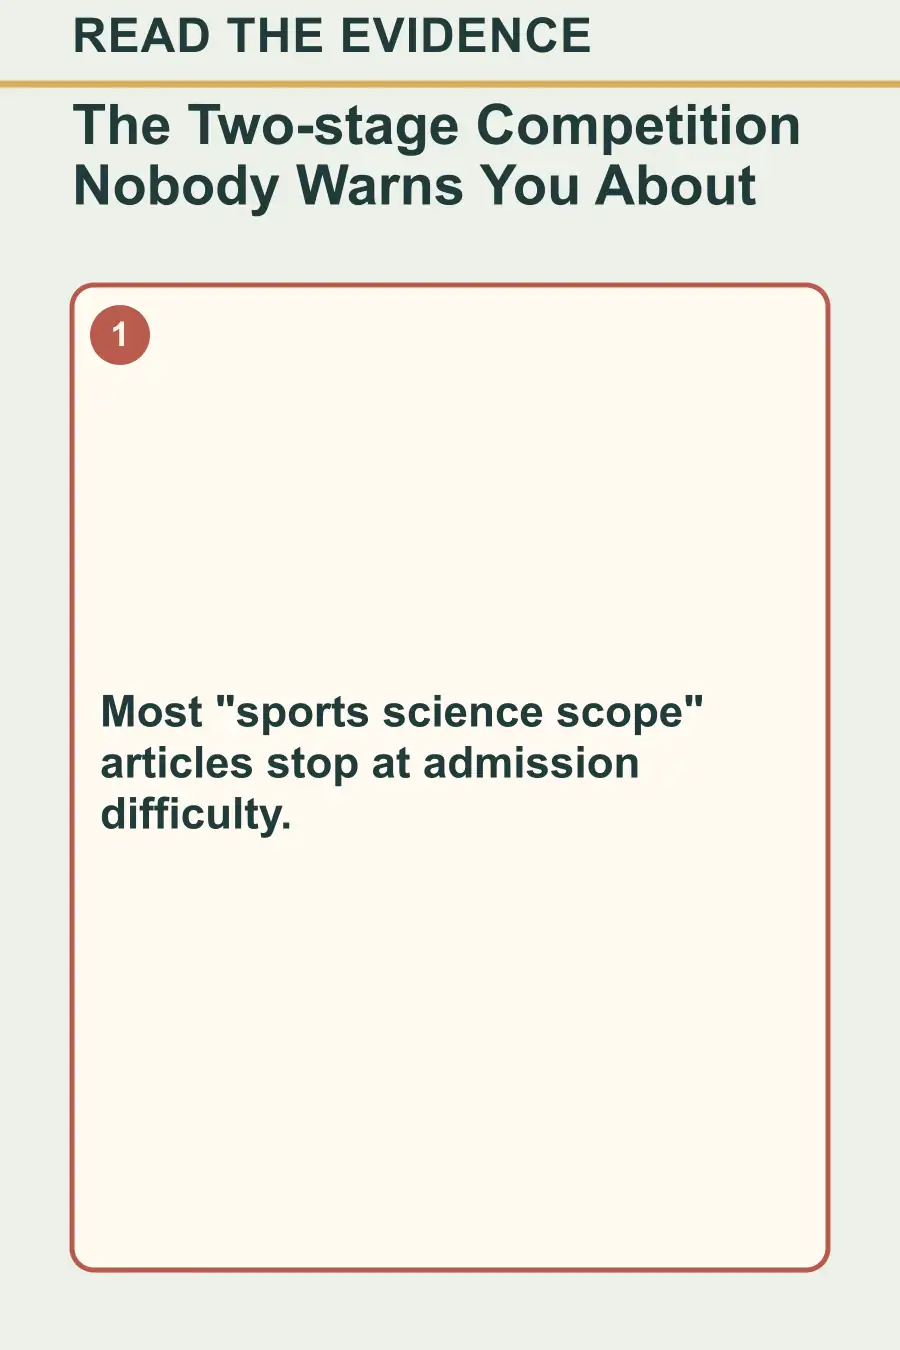 READ THE EVIDENCE
The Two-stage Competition
Nobody Warns You About
1
Most "sports science scope"
articles stop at admission
difficulty.